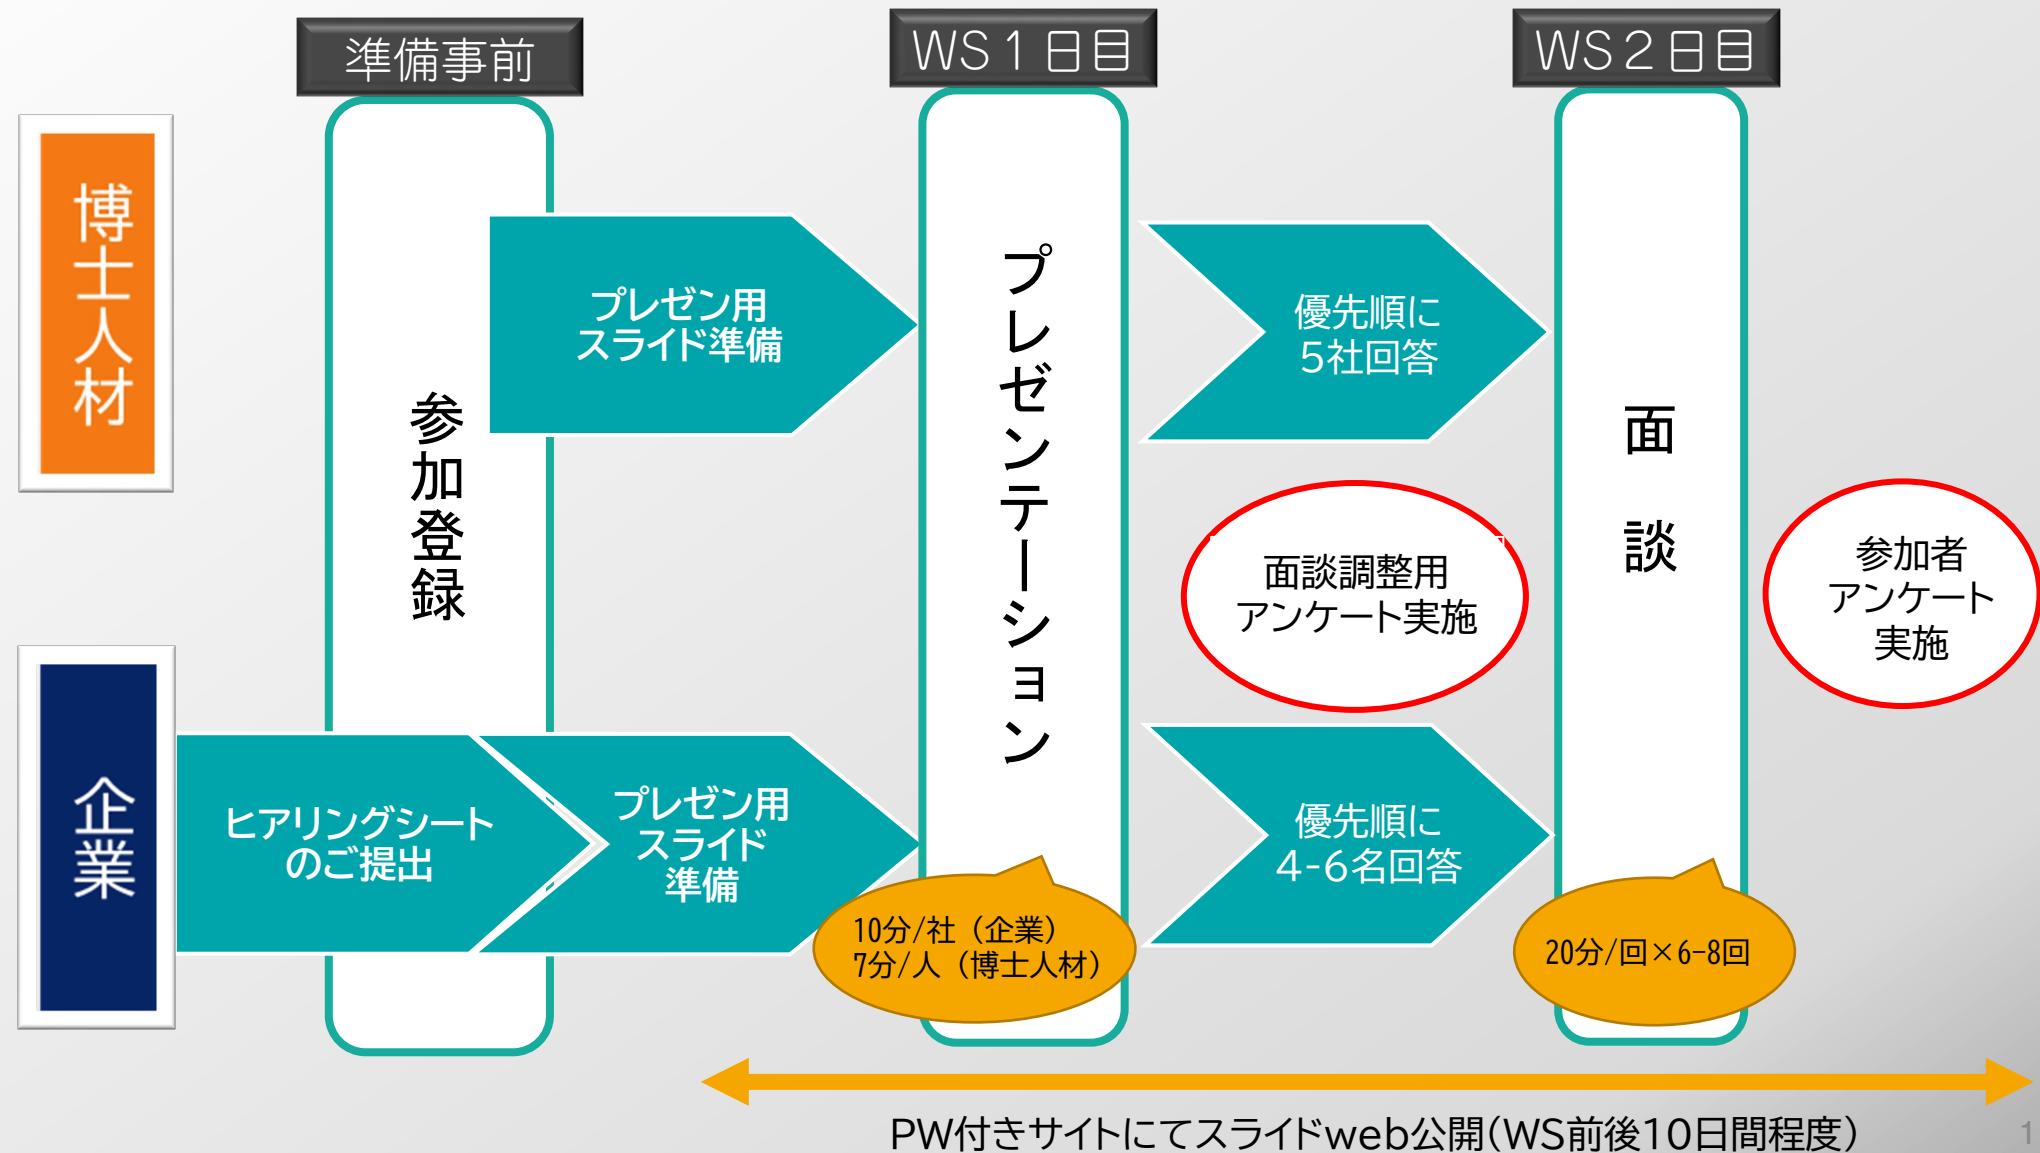 準備事前
WS１日目
WS２日目
博士人材
企業
参加登録
プレゼン用
スライド準備
ヒアリングシート
のご提出
プレゼン用
スライド
準備
プレゼンテーション
10分/社（企業）
7分/人（博士人材）
優先順に
5社回答
面談調整用
アンケート実施
優先順に
4-6名回答
面談
20分/回×6-8回
参加者
アンケート
実施
PW付きサイトにてスライドweb公開(WS前後10日間程度)
1